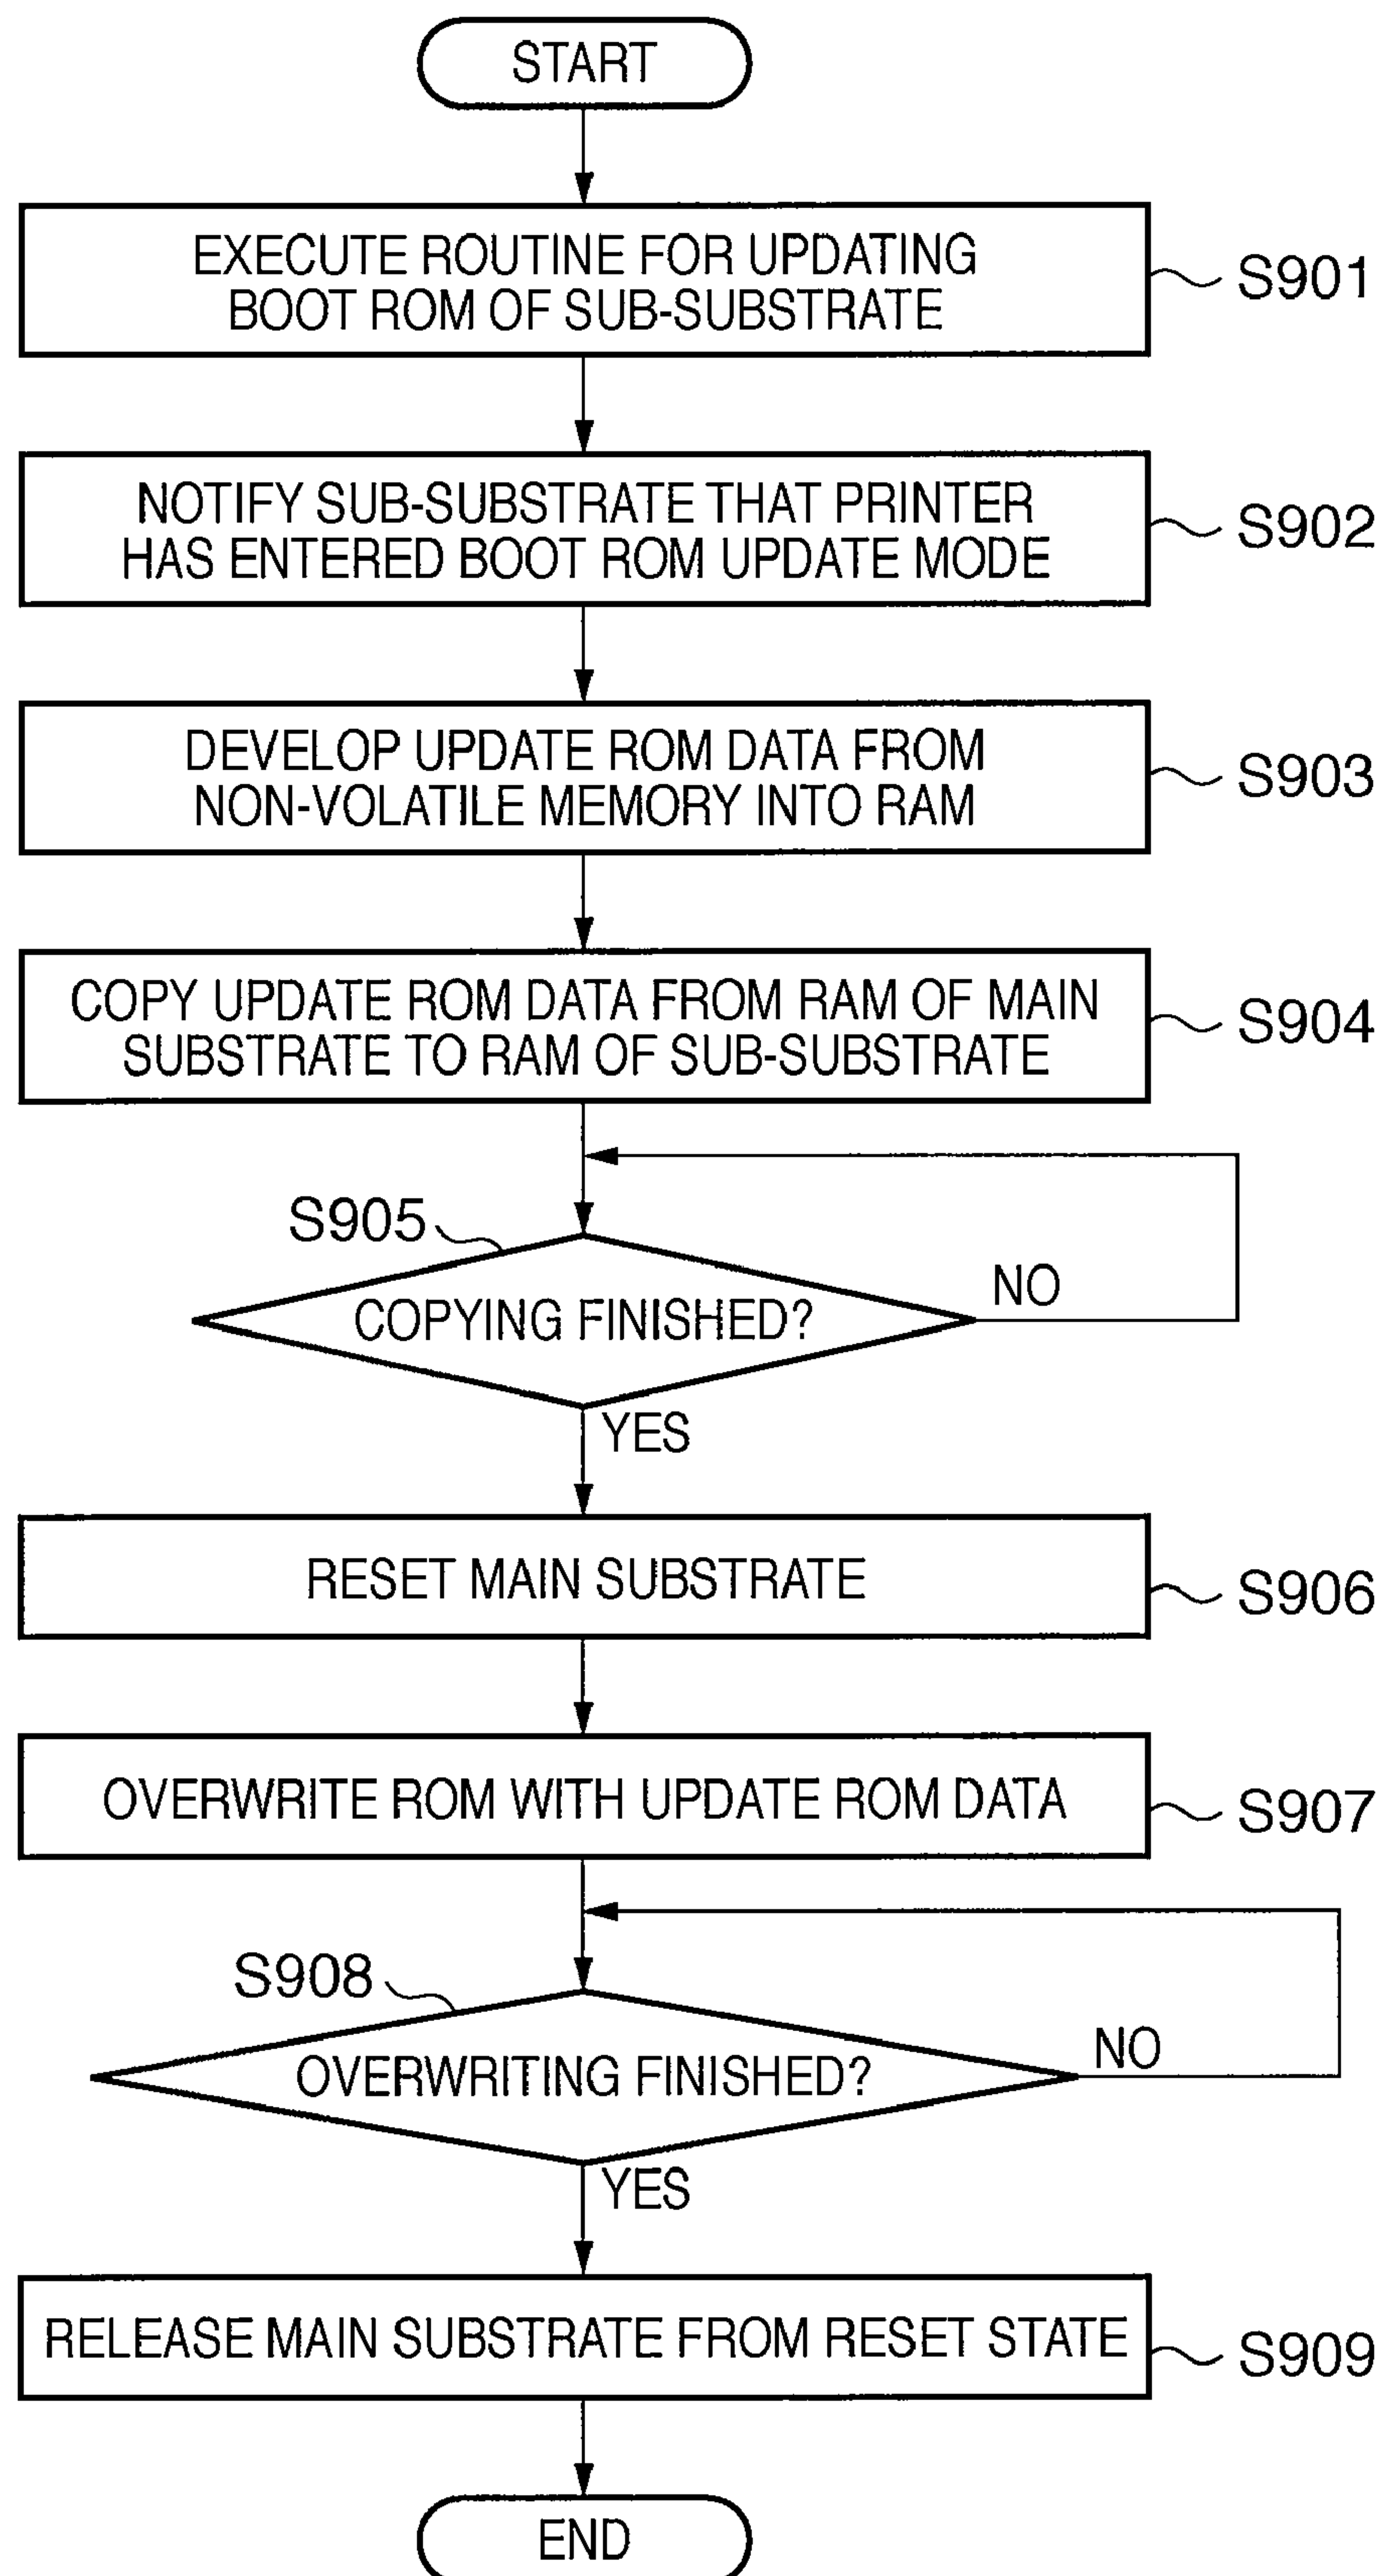 START
EXECUTE ROUTINE FOR UPDATING
BOOT ROM OF SUB-SUBSTRATE
S901
NOTIFY SUB-SUBSTRATE THAT PRINTER
HAS ENTERED BOOT ROM UPDATE MODE
S902
DEVELOP UPDATE ROM DATA FROM
NON-VOLATILE MEMORY INTO RAM
S903
COPY UPDATE ROM DATA FROM RAM OF MAIN
SUBSTRATE TO RAM OF SUB-SUBSTRATE
S904
S905
COPYING FINISHED?
NO
YES
RESET MAIN SUBSTRATE
S906
OVERWRITE ROM WITH UPDATE ROM DATA
S907
S908
OVERWRITING FINISHED?
NO
YES
RELEASE MAIN SUBSTRATE FROM RESET STATE
S909
END